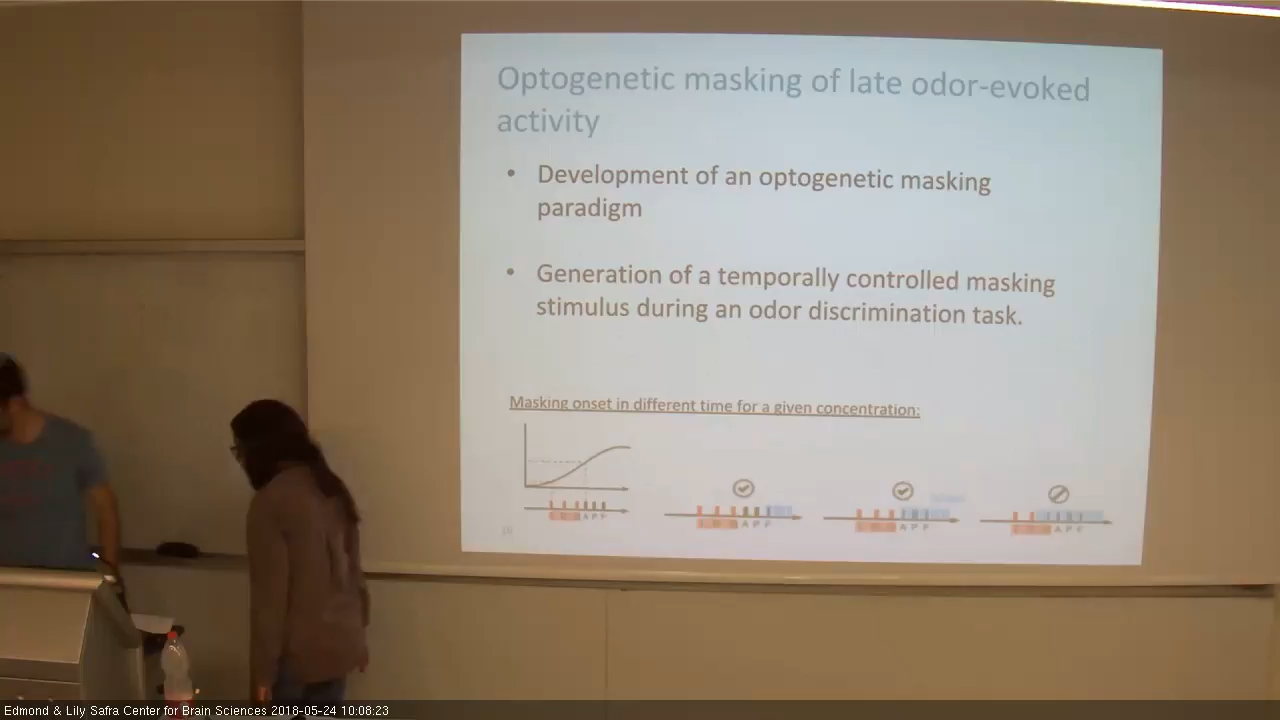 Optogenetic masking of late odor-evoked
activity
• Development of an optogenetic masking
paradigm
• Generation of a temporally controlled masking
stimulus during an odor discrimination task.
Masking onset in different time for a given concentration:
A P F
A P F
A P F
A P F
Edmond & Lily Safra Center for Brain Sciences 2018-05-24 10:08:23